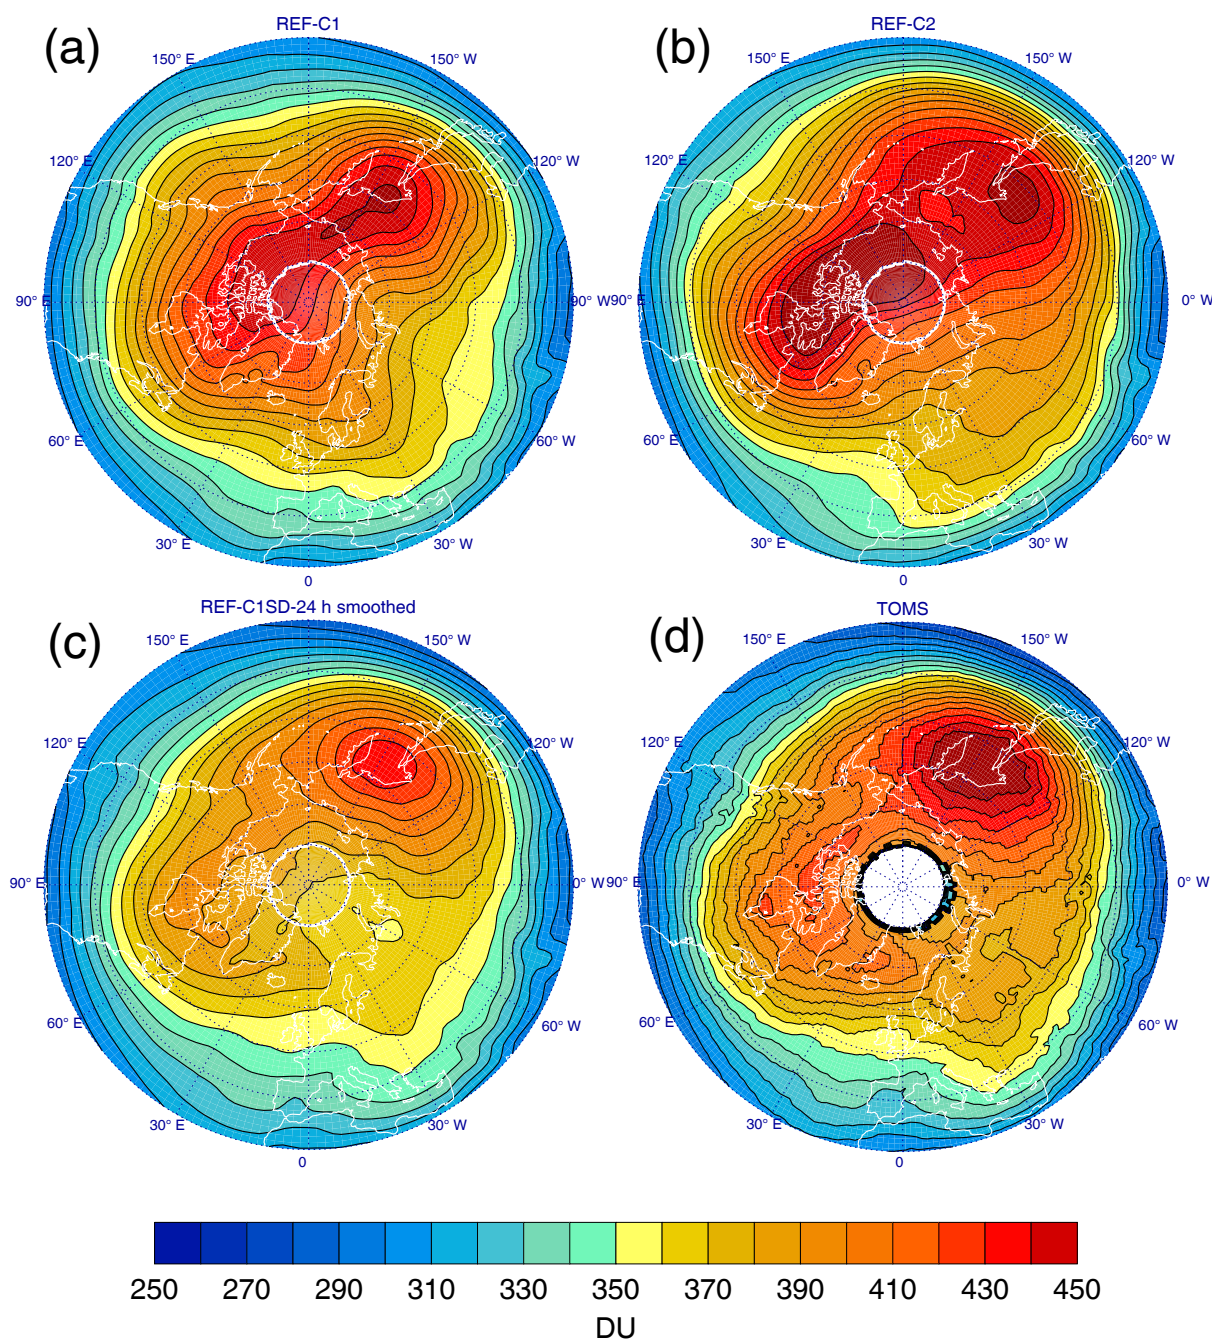 REF-C1
REF-C2
(a)
(b)
150° E
150° W
150° E
150° W
120° E
120° W
120° E
120° W
90° E
90° W
90° E
0° W
60° E
60° W
60° E
60° W
30° E
30° W
30° E
30° W
0
0
REF-C1SD-24 h smoothed
TOMS
(c)
(d)
150° E
150° W
150° E
150° W
120° E
120° W
120° E
120° W
90° E
0° W
90° E
0° W
60° E
60° W
60° E
60° W
30° E
30° W
30° E
30° W
0
0
250 270 290 310 330 350 370 390 410 430 450
DU